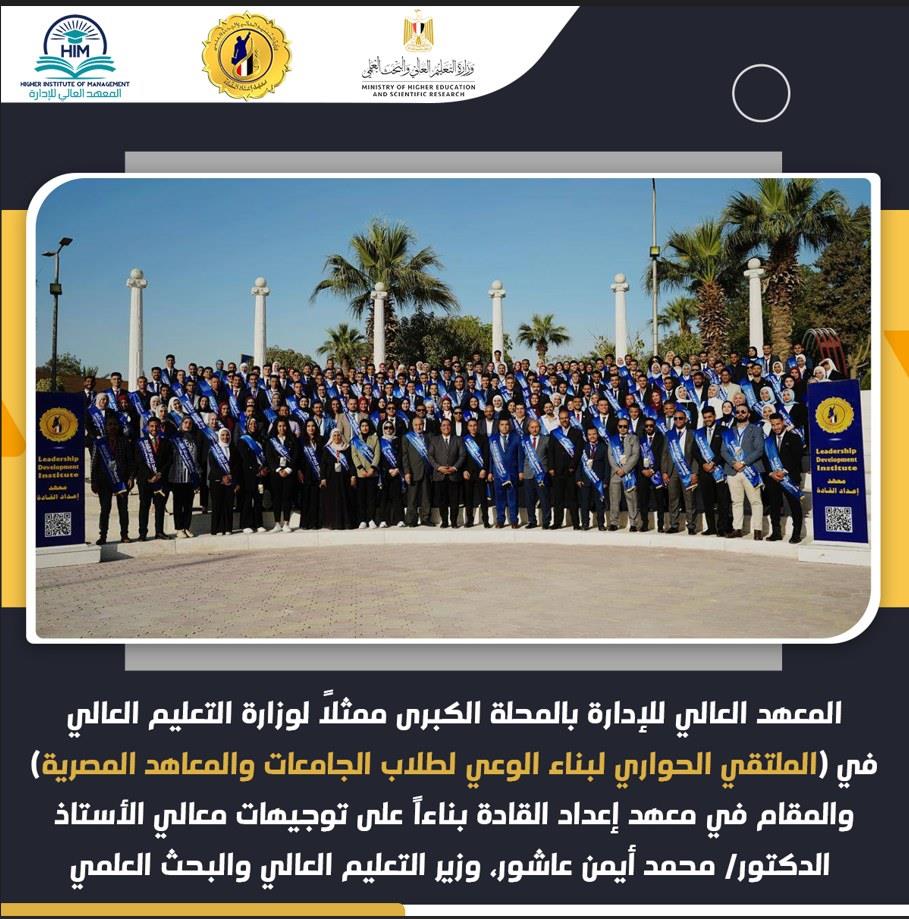 HIM
HIGHER INSTITUTE OF MANAGEMENT
المعهد العالي للإدارة
وزارة التعليم العالي والبحث العلمي
MINISTRY OF HIGHER EDUCATION
AND SCIENTIFIC RESEARCH
Leadership
Development
Institute
معهد
إعداد القادة
Leadership
Development
Institute
معهد
إعداد القادة
المعهد العالي للإدارة بالمحلة الكبرى ممثلاً لوزارة التعليم العالي
في (الملتقي الحواري لبناء الوعي لطلاب الجامعات والمعاهد المصرية)
والمقام في معهد إعداد القادة بناءاً على توجيهات معالي الأستاذ
الدكتور/ محمد أيمن عاشور، وزير التعليم العالي والبحث العلمي